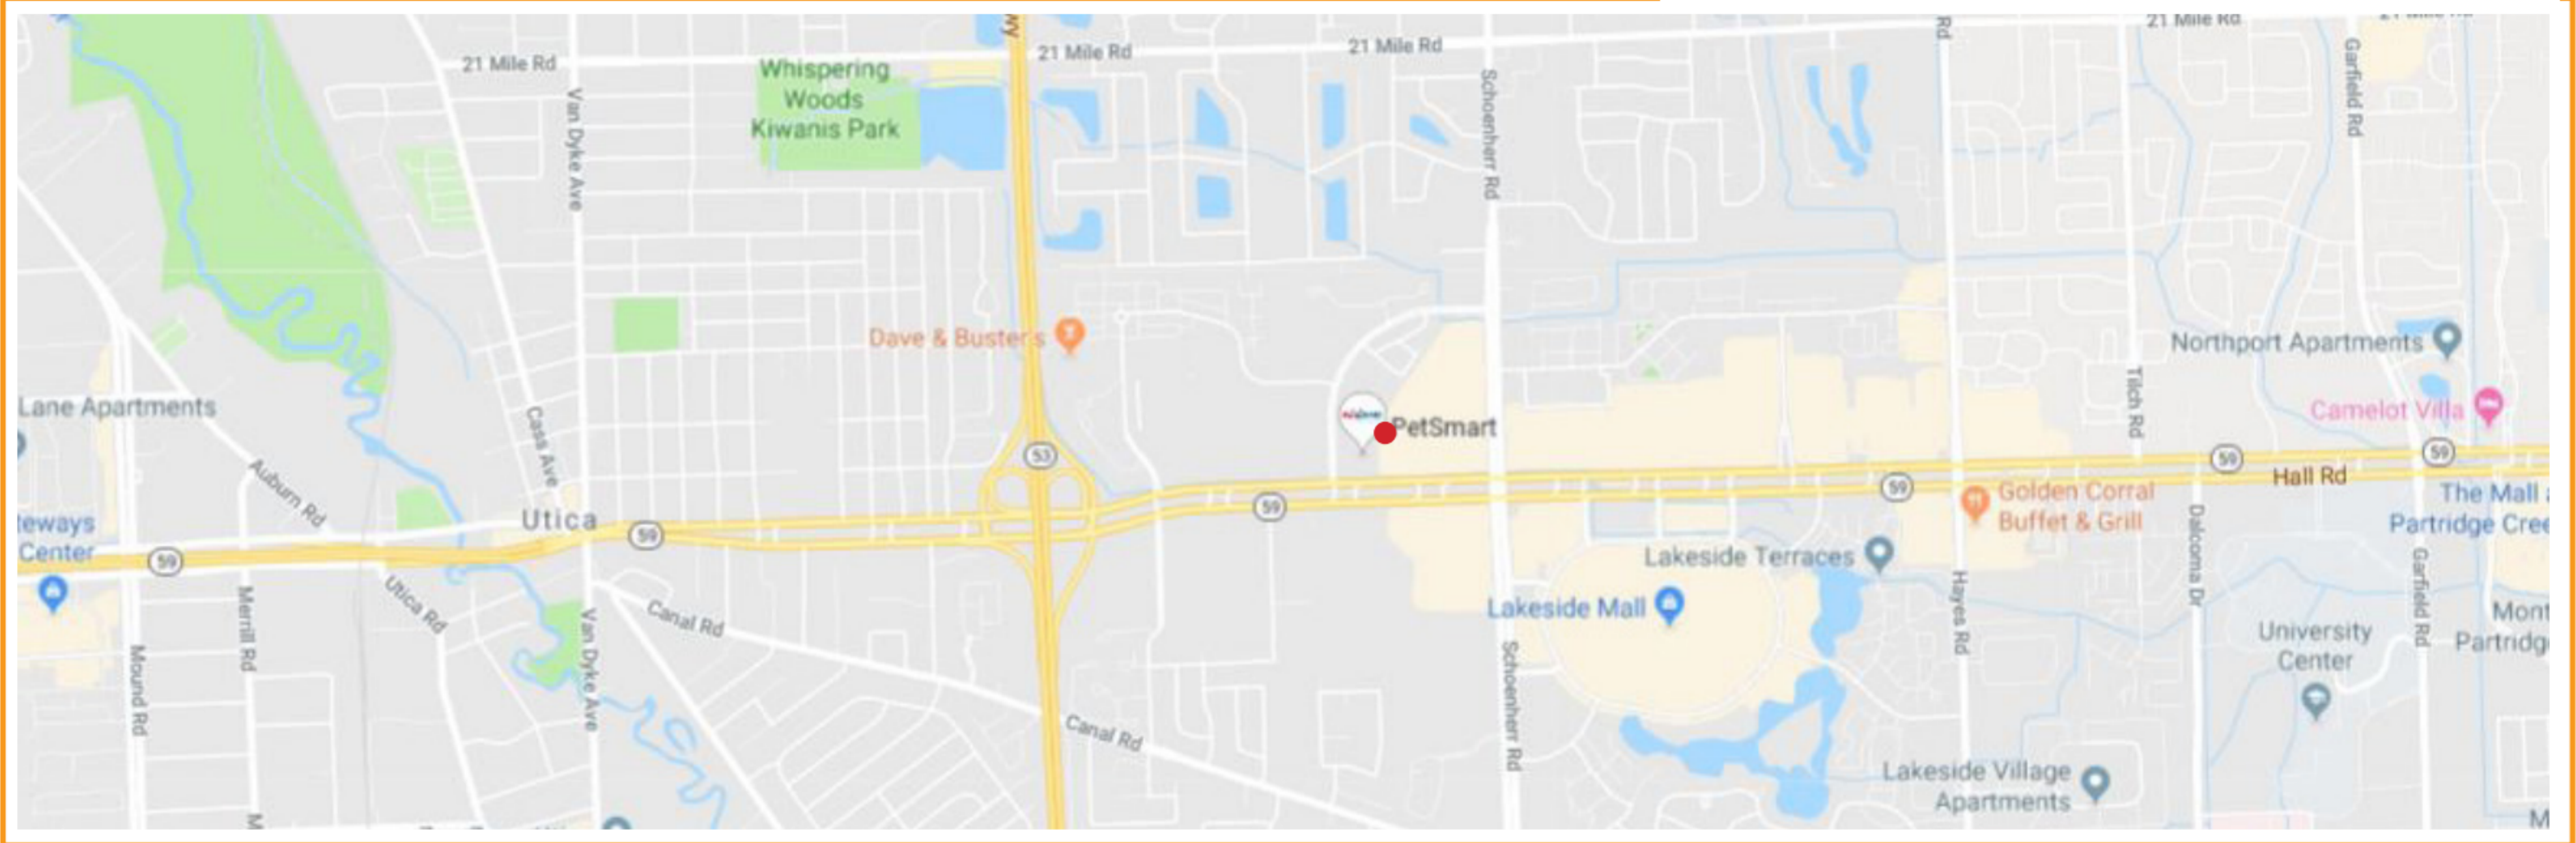 21 Mile Rd
21 Mile Rd
21 Mile Rd
21 Mile Rd
wy
Rd
Whispering
Woods
Kiwanis Park
Van Dyke Ave
Schoenherr Rd
Garfield Rd
Dave & Buster's
Northport Apartments
Lane Apartments
Cass Ave
PetSmart
Tilch Rd
Camelot Villa
53
59
59
Hall Rd
Auburn Rd
59
59
Golden Corral
Buffet & Grill
The Mall
Partridge Cree
teways
Center
Utica
59
59
Lakeside Terraces
Dalcoma Dr
Utica Rd
Merrill Rd
Canal Rd
Van Dyke Ave
Lakeside Mall
Hayes Rd
Garfield Rd
Mont
Partridg
University
Center
Mound Rd
Schoenherr Rd
Canal Rd
Lakeside Village
Apartments
M
M